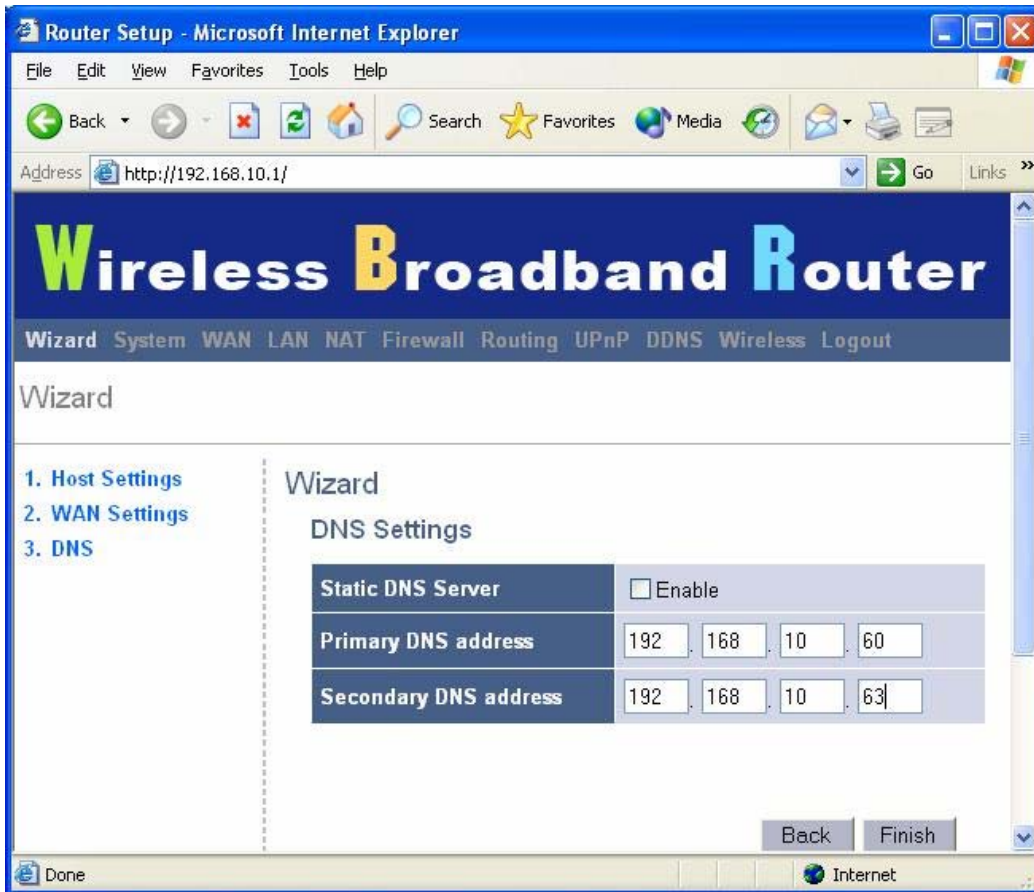 Router Setup - Microsoft Internet Explorer
File Edit View Favorites Tools Help
Back Search Favorites Media
Address http://192.168.10.1/ Go Links »
Wireless Broadband Router
Wizard System WAN LAN NAT Firewall Routing UPnP DDNS Wireless Logout
Wizard
1. Host Settings
2. WAN Settings
3. DNS
Wizard
DNS Settings
Static DNS Server Enable
Primary DNS address 192 . 168 . 10 . 60
Secondary DNS address 192 . 168 . 10 . 63
Back Finish
Done Internet